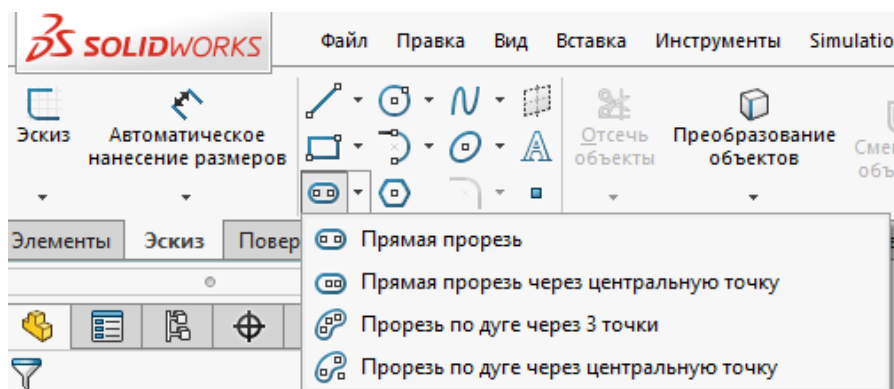 SOLIDWORKS Файл Правка Вид Вставка Инструменты Simulatio
Эскиз Автоматическое нанесение размеров Отсечь объекты Преобразование объектов
Элементы Эскиз Повер
Прямая прорезь
Прямая прорезь через центральную точку
Прорезь по дуге через 3 точки
Прорезь по дуге через центральную точку